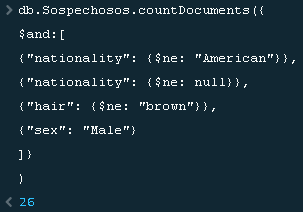 > db.Sospechosos.countDocuments({
$and:[
{"nationality": {$ne: "American"}},
{"nationality": {$ne: null}},
{"hair": {$ne: "brown"}},
{"sex": "Male"}
]}
)
< 26